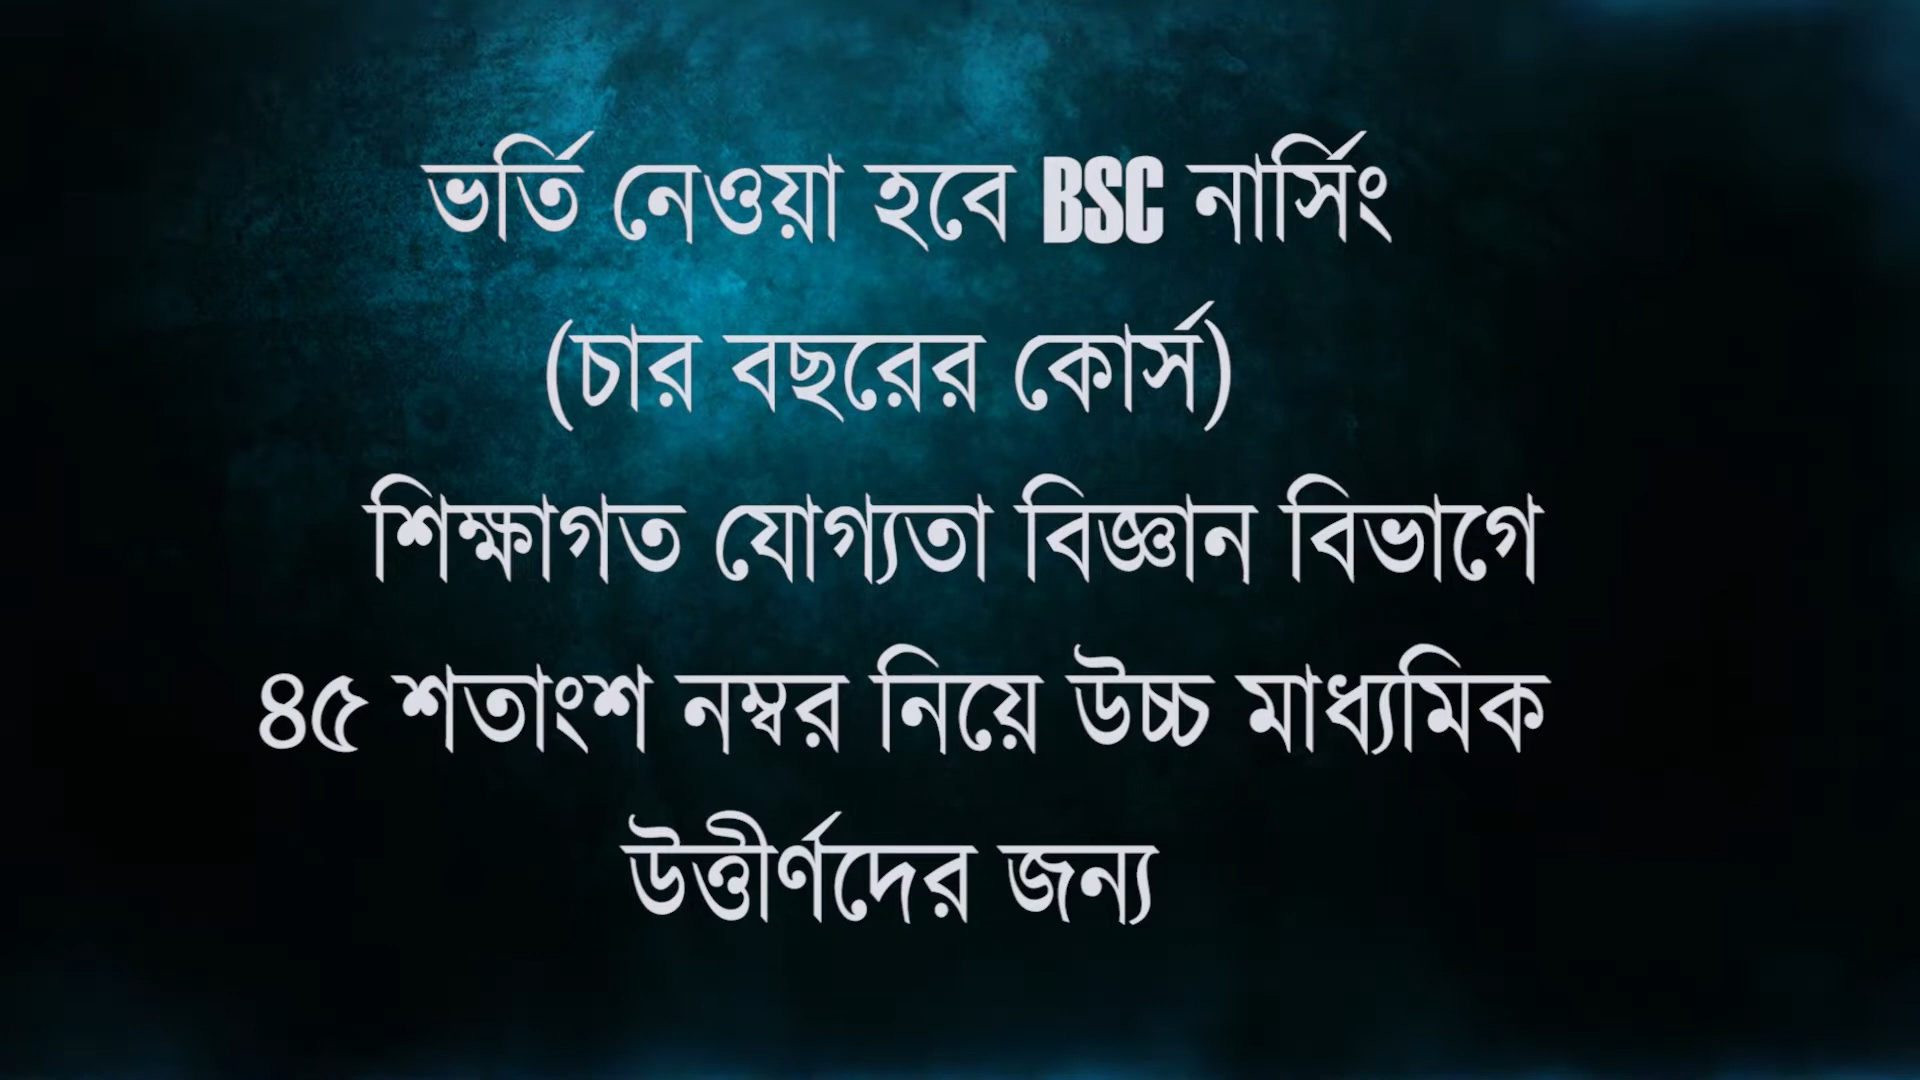 ভর্তি নেওয়া হবে BSC নার্সিং
(চার বছরের কোর্স)
শিক্ষাগত যোগ্যতা বিজ্ঞান বিভাগে
৪৫ শতাংশ নম্বর নিয়ে উচ্চ মাধ্যমিক
উত্তীর্ণদের জন্য